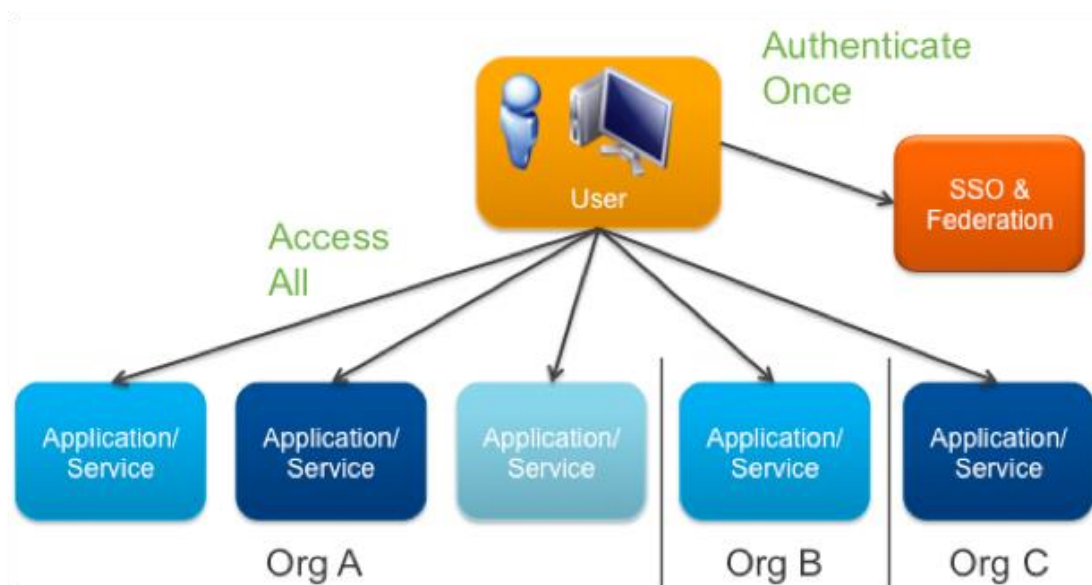 Authenticate
Once
User
SSO &
Federation
Access
All
Application/
Service
Application/
Service
Application/
Service
Application/
Service
Application/
Service
Org A
Org B
Org C